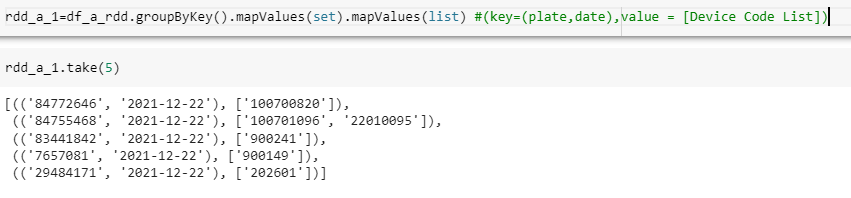 rdd_a_1=df_a_rdd.groupByKey().mapValues(set).mapValues(list) #(key=(plate,date),value = [Device Code List])
rdd_a_1.take(5)
[(('84772646', '2021-12-22'), ['100700820']),
(('84755468', '2021-12-22'), ['100701096', '22010095']),
(('83441842', '2021-12-22'), ['900241']),
(('7657081', '2021-12-22'), ['900149']),
(('29484171', '2021-12-22'), ['202601'])]